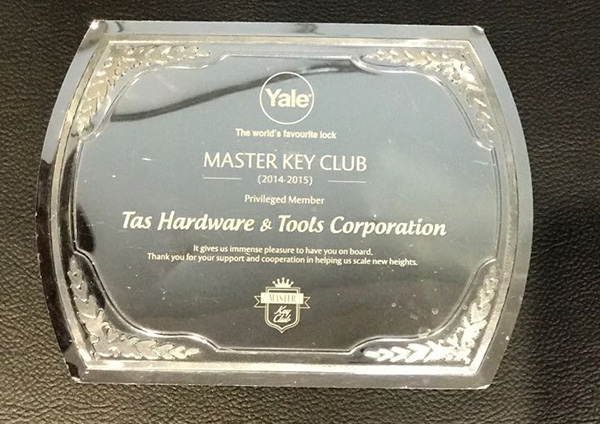 Yale
The world's favourite lock
MASTER KEY CLUB
(2014-2015)
Privileged Member
Tas Hardware & Tools Corporation
It gives us immense pleasure to have you on board.
Thank you for your support and cooperation in helping us scale new heights.
MASTER
Key
Club